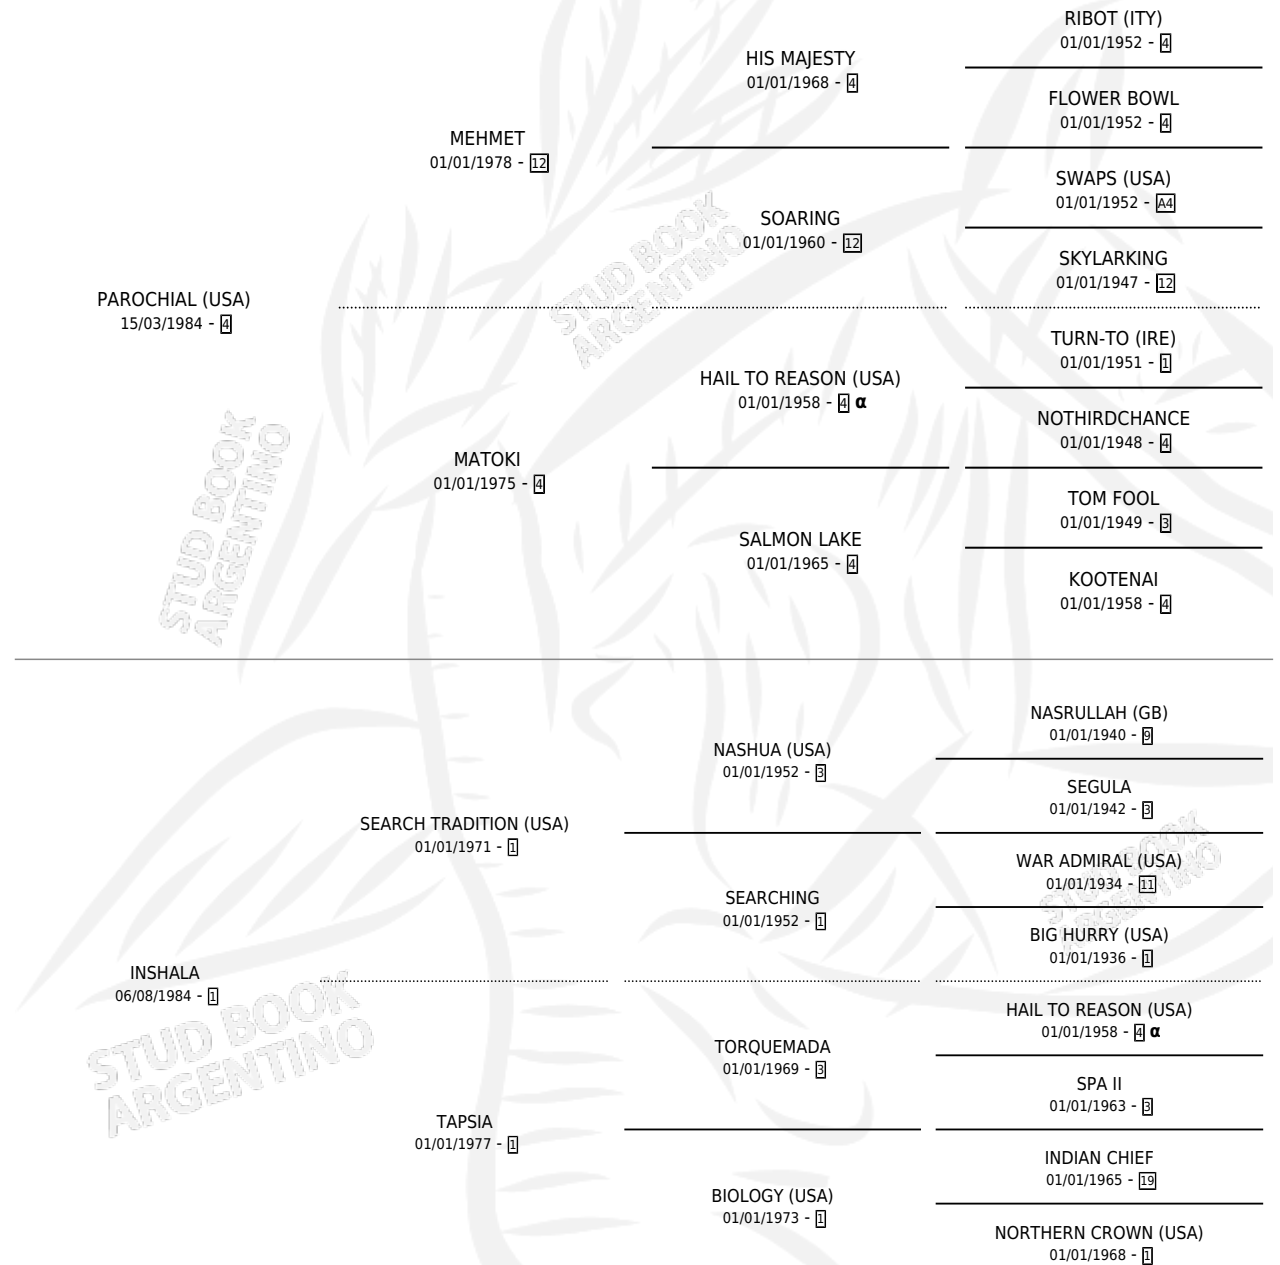 RIBOT (ITY)
01/01/1952 - 4
HIS MAJESTY
01/01/1968 - 4
FLOWER BOWL
01/01/1952 - 4
MEHMET
01/01/1978 - 12
SWAPS (USA)
01/01/1952 - A4
SOARING
01/01/1960 - 12
SKYLARKING
01/01/1947 - 12
PAROCHIAL (USA)
15/03/1984 - 4
TURN-TO (IRE)
01/01/1951 - 1
HAIL TO REASON (USA)
01/01/1958 - 4 α
NOTHIRDCHANCE
01/01/1948 - 4
MATOKI
01/01/1975 - 4
TOM FOOL
01/01/1949 - 3
SALMON LAKE
01/01/1965 - 4
KOOTENAI
01/01/1958 - 4
NASRULLAH (GB)
01/01/1940 - 9
NASHUA (USA)
01/01/1952 - 3
SEGULA
01/01/1942 - 3
SEARCH TRADITION (USA)
01/01/1971 - 1
WAR ADMIRAL (USA)
01/01/1934 - 11
SEARCHING
01/01/1952 - 1
BIG HURRY (USA)
01/01/1936 - 1
INSHALA
06/08/1984 - 1
HAIL TO REASON (USA)
01/01/1958 - 4 α
TORQUEMADA
01/01/1969 - 3
SPA II
01/01/1963 - 3
TAPSIA
01/01/1977 - 1
INDIAN CHIEF
01/01/1965 - 19
BIOLOGY (USA)
01/01/1973 - 1
NORTHERN CROWN (USA)
01/01/1968 - 1
STUD BOOK
ARGENTINO
STUD BOOK
ARGENTINO
STUD BOOK
ARGENTINO
STUD BOOK
ARGENTINO